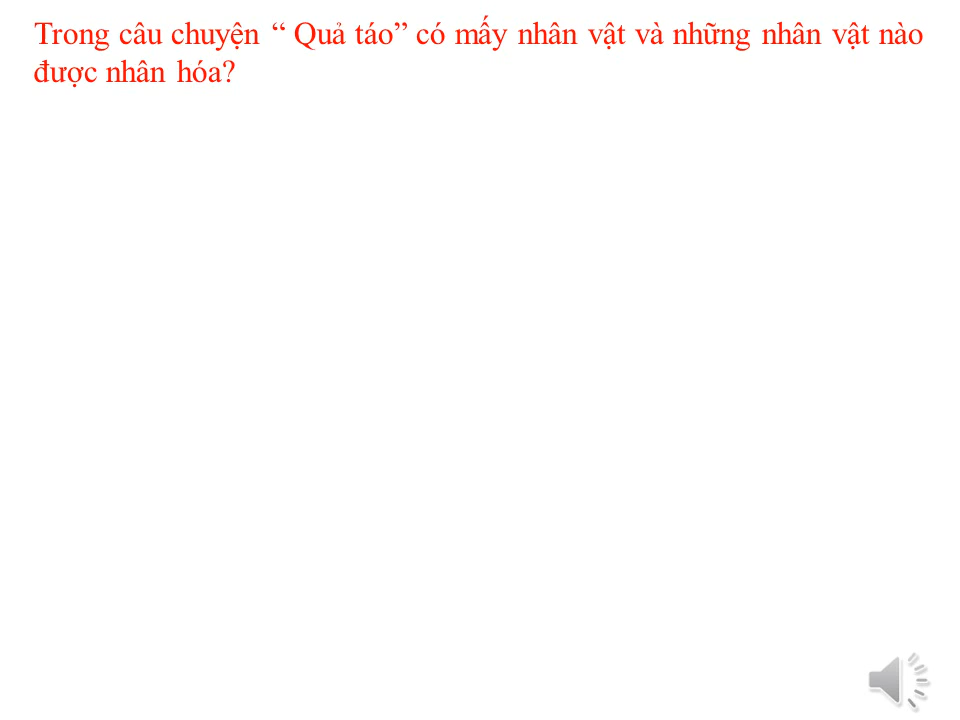 Trong câu chuyện “ Quả táo” có mấy nhân vật và những nhân vật nào
được nhân hóa?